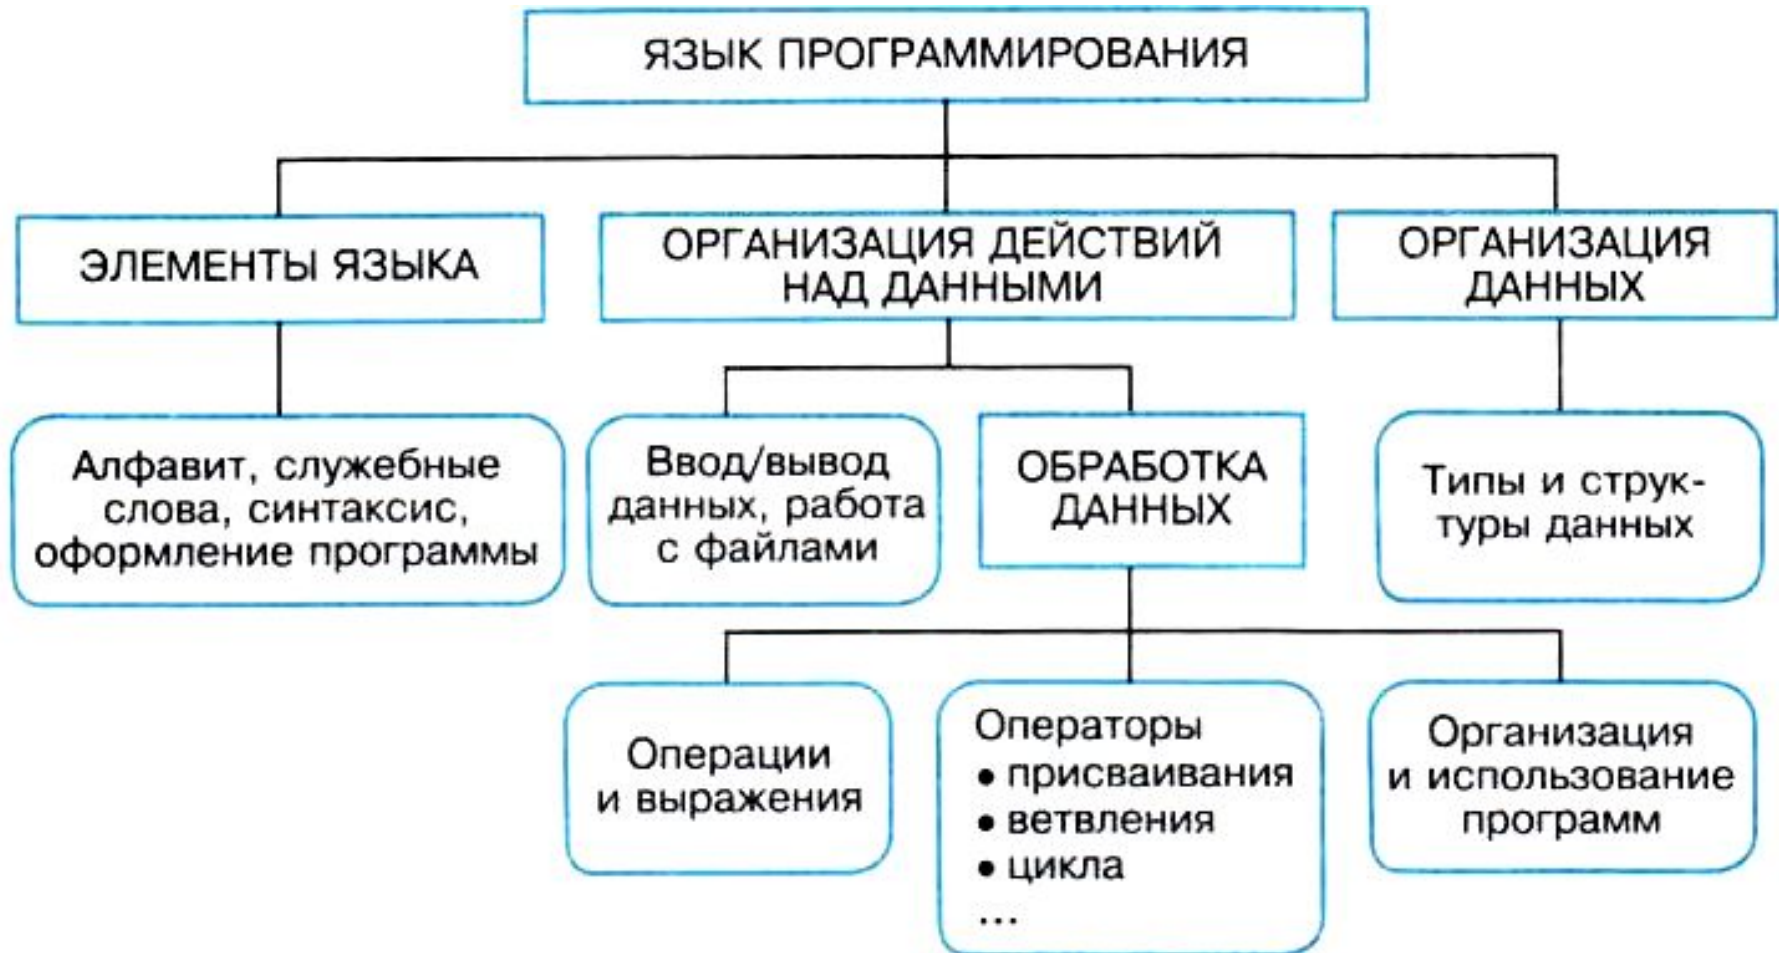 ЯЗЫК ПРОГРАММИРОВАНИЯ
ЭЛЕМЕНТЫ ЯЗЫКА
ОРГАНИЗАЦИЯ ДЕЙСТВИЙ
НАД ДАННЫМИ
ОРГАНИЗАЦИЯ
ДАННЫХ
Алфавит, служебные
слова, синтаксис,
оформление программы
Ввод/вывод
данных, работа
с файлами
ОБРАБОТКА
ДАННЫХ
Типы и струк-
туры данных
Операции
и выражения
Операторы
• присваивания
• ветвления
• цикла
...
Организация
и использование
программ